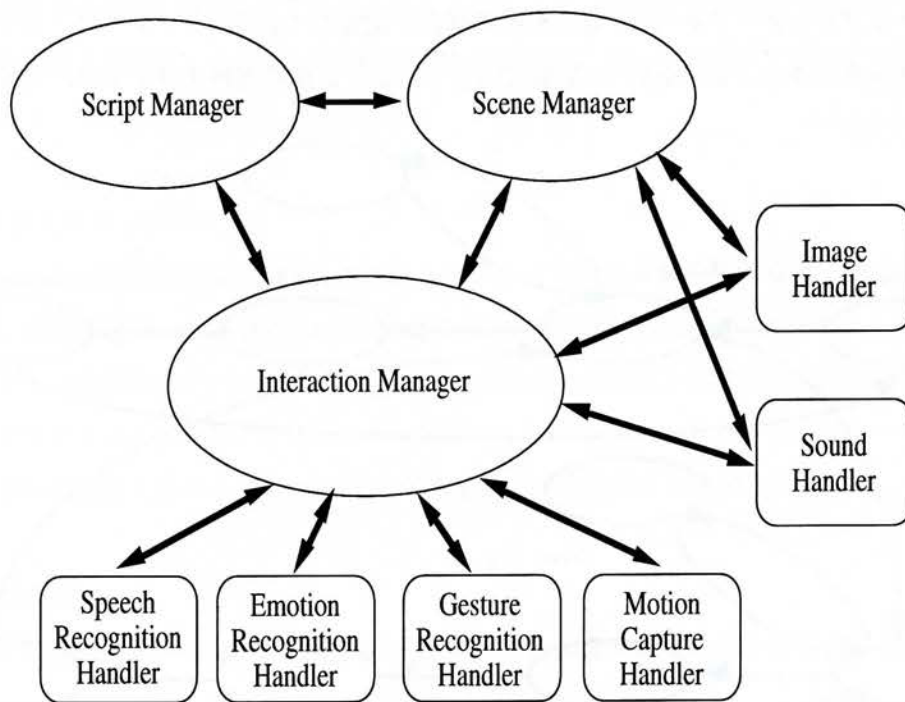 Script Manager
Scene Manager
Image
Handler
Interaction Manager
Sound
Handler
Speech
Recognition
Handler
Emotion
Recognition
Handler
Gesture
Recognition
Handler
Motion
Capture
Handler